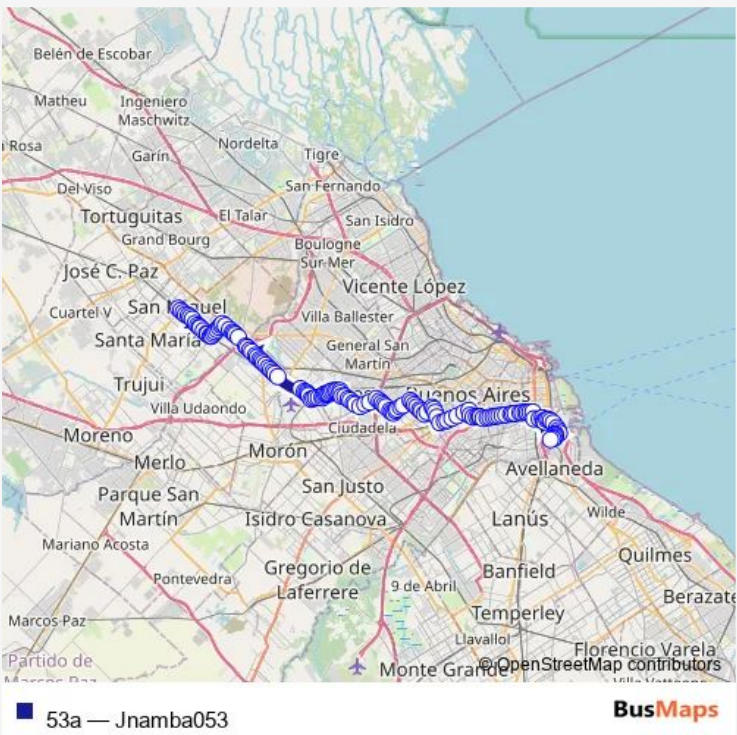 Belén de Escobar
Matheu
Ingeniero
Maschwitz
Nordelta
Rosa
Garín
Tigre
Del Viso
San Fernando
Tortuguitas
El Talar
San Isidro
Grand Bourg
Boulogne
Sur Mer
José C. Paz
Vicente López
Cuartel V
San Miguel
Villa Ballester
Santa María
General San
Martín
Trujui
Buenos Aires
Villa Udaondo
Ciudadela
Moreno
Morón
Merlo
Avellaneda
San Justo
Parque San
Martín
Isidro Casanova
Lanús
Wilde
Mariano Acosta
Quilmes
Gregorio de
Laferrere
Pontevedra
9 de Abril
Banfield
Berazate
Temperley
Marcos Paz
Llavallol
Florencio Varela
Partido de
Marcos Paz
Monte Grande
© OpenStreetMap contributors
53a — Jnamba053
BusMaps